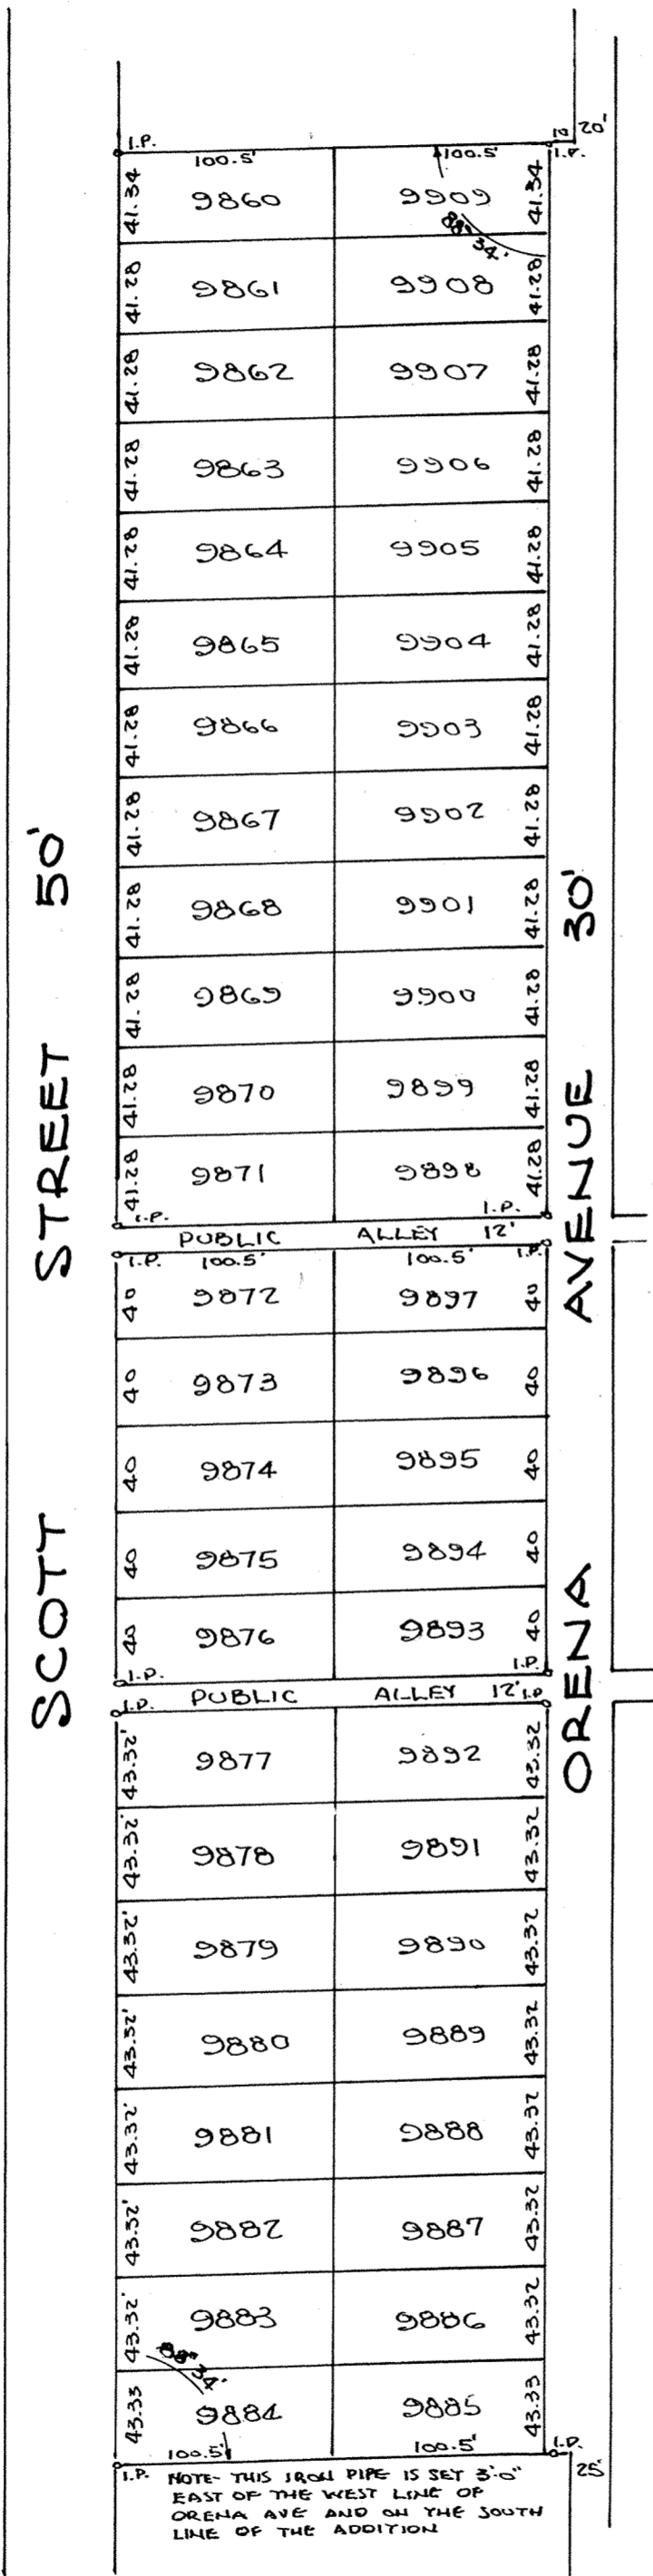 20'
I.P. I.P.
100.5' 100.5'
41.34 9860 9909 41.34
88° 34'
41.28 9861 9908 41.28
41.28 9862 9907 41.28
41.28 9863 9906 41.28
41.28 9864 9905 41.28
41.28 9865 9904 41.28
41.28 9866 9903 41.28
41.28 9867 9902 41.28
41.28 9868 9901 41.28
41.28 9869 9900 41.28
41.28 9870 9899 41.28
41.28 9871 9898 41.28
I.P. I.P.
PUBLIC ALLEY 12'
I.P. 100.5' 100.5' I.P.
40 9872 9897 40
40 9873 9896 40
40 9874 9895 40
40 9875 9894 40
40 9876 9893 40
I.P. I.P.
I.P. PUBLIC ALLEY 12' I.P.
43.32' 9877 9892 43.32
43.32' 9878 9891 43.32
43.32' 9879 9890 43.32
43.32' 9880 9889 43.32
43.32' 9881 9888 43.32
43.32' 9882 9887 43.32
43.32' 9883 9886 43.32
88° 34'
43.33 9884 9885 43.33
100.5' 100.5' I.P.
I.P. 25'
NOTE- THIS IRON PIPE IS SET 3'0"
EAST OF THE WEST LINE OF
ORENA AVE AND ON THE SOUTH
LINE OF THE ADDITION
SCOTT STREET 50'
ORENA AVENUE 30'